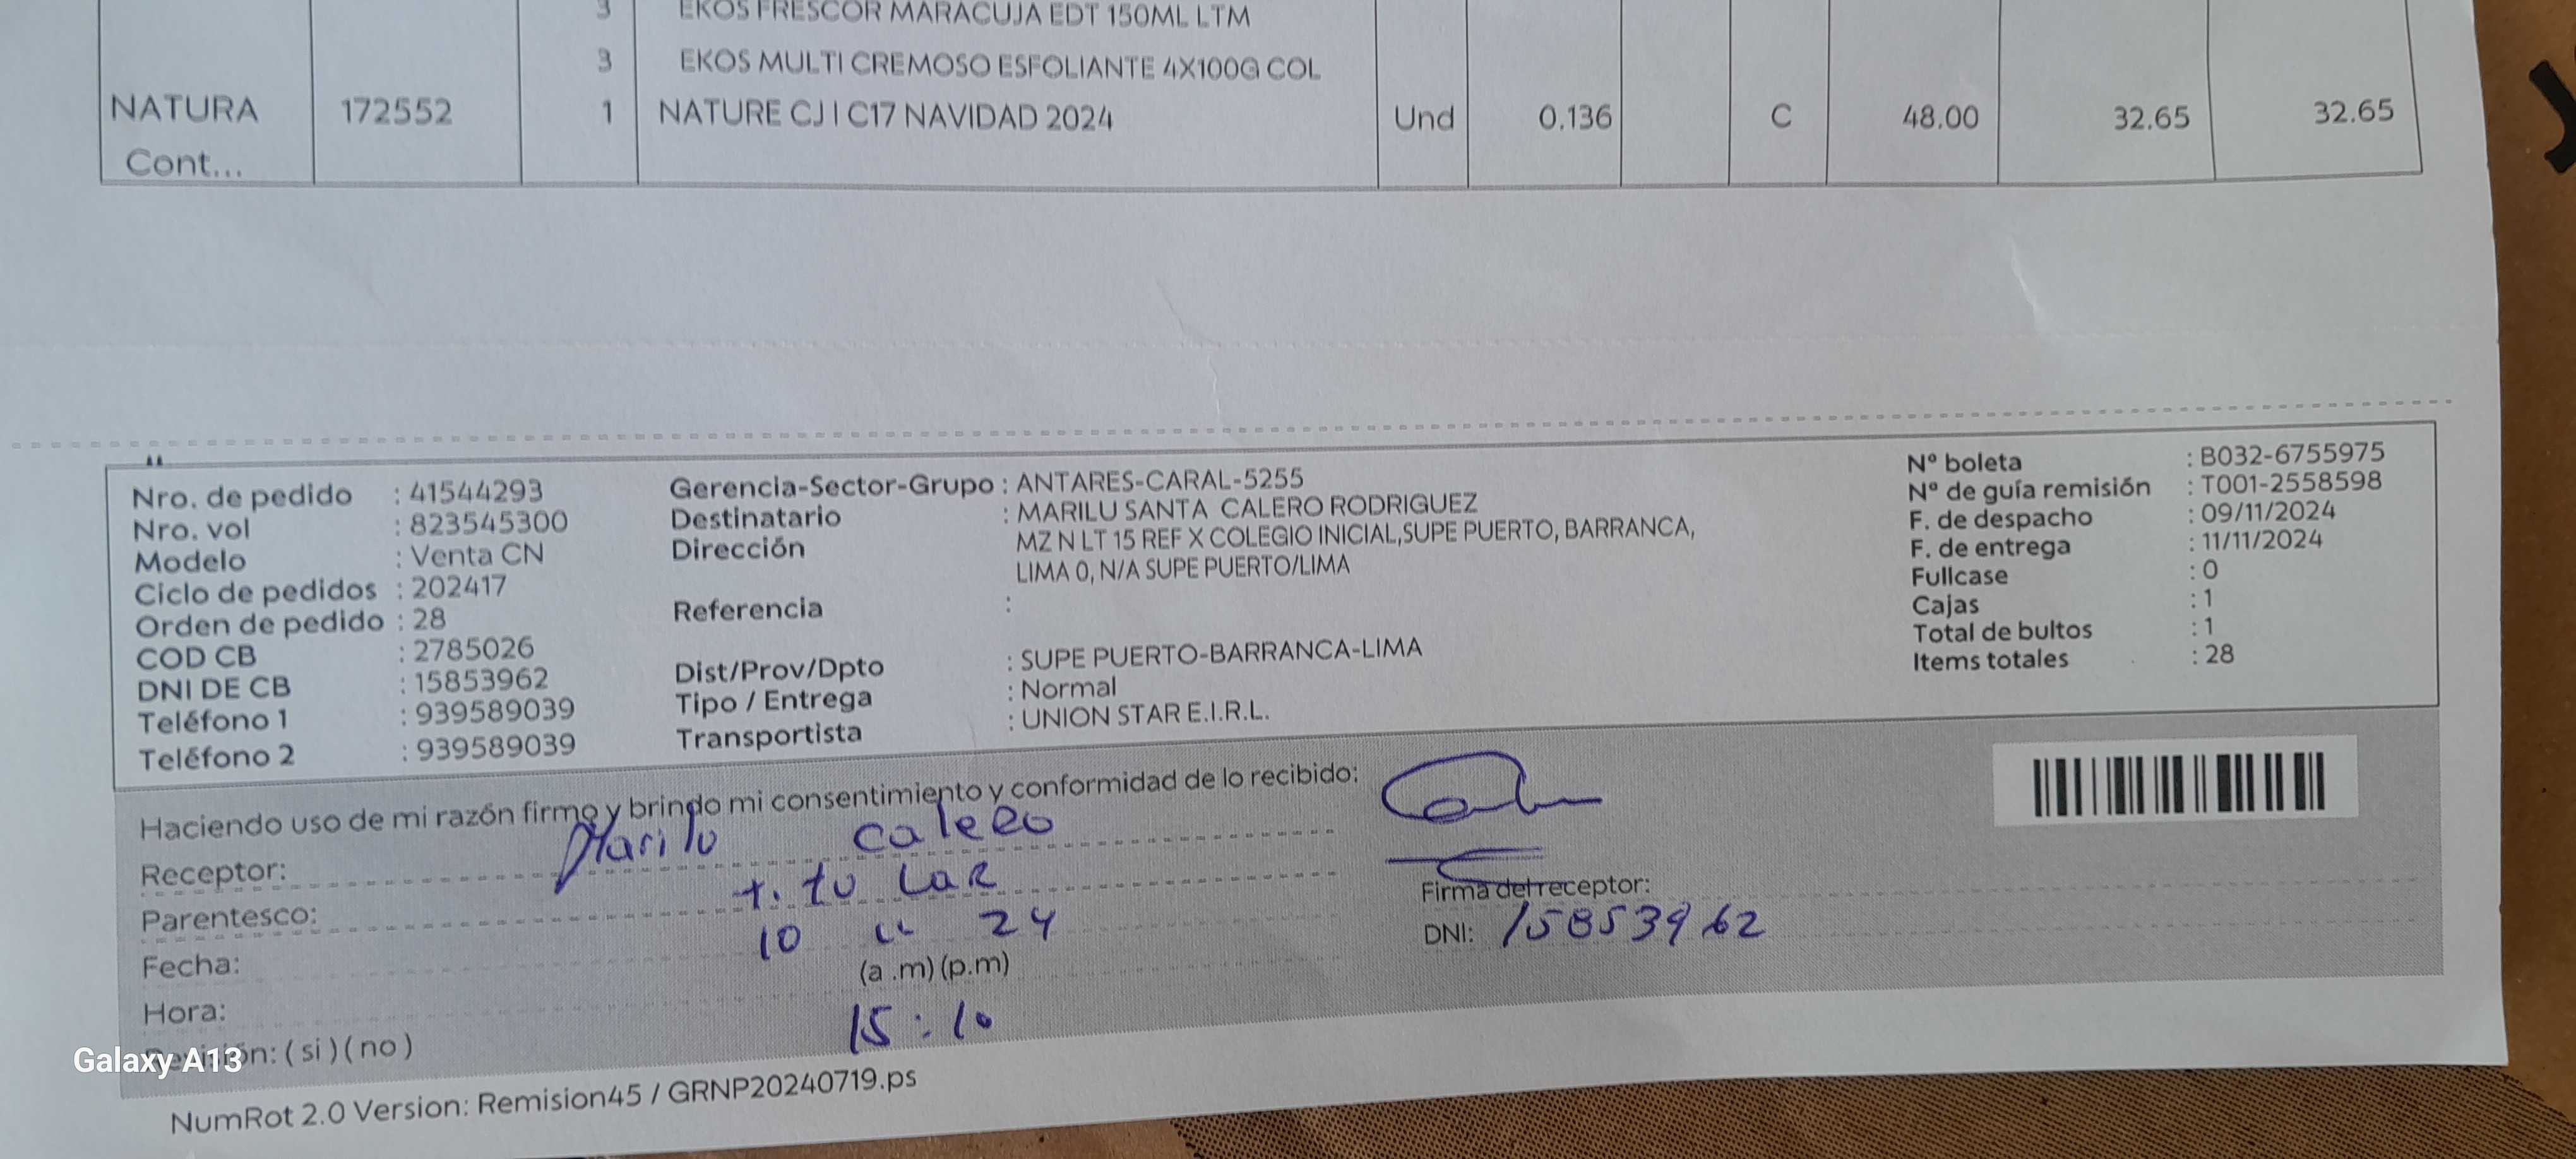 3 EKOS FRESCOR MARACUJA EDT 150ML LTM
3 EKOS MULTI CREMOSO ESFOLIANTE 4X100G COL
NATURA 172552 1 NATURE CJ I C17 NAVIDAD 2024 Und 0.136 C 48.00 32.65 32.65
Cont...
Nro. de pedido : 41544293
Nro. vol : 823545300
Modelo : Venta CN
Ciclo de pedidos : 202417
Orden de pedido : 28
COD CB : 2785026
DNI DE CB : 15853962
Teléfono 1 : 939589039
Teléfono 2 : 939589039
Gerencia-Sector-Grupo : ANTARES-CARAL-5255
Destinatario : MARILU SANTA CALERO RODRIGUEZ
Dirección MZ N LT 15 REF X COLEGIO INICIAL,SUPE PUERTO, BARRANCA,
LIMA 0, N/A SUPE PUERTO/LIMA
Referencia :
Dist/Prov/Dpto : SUPE PUERTO-BARRANCA-LIMA
Tipo / Entrega : Normal
Transportista : UNION STAR E.I.R.L.
Nº boleta : B032-6755975
Nº de guía remisión : T001-2558598
F. de despacho : 09/11/2024
F. de entrega : 11/11/2024
Fullcase : 0
Cajas : 1
Total de bultos : 1
Items totales : 28
Haciendo uso de mi razón firmo y brindo mi consentimiento y conformidad de lo recibido:
Receptor: Marilu Calero
Parentesco: titular
Fecha: 10 24
(a .m) (p.m)
Hora: 15:10
Firma del receptor:
DNI: 15853962
(si) (no)
Galaxy A13
NumRot 2.0 Version: Remision45 / GRNP20240719.ps